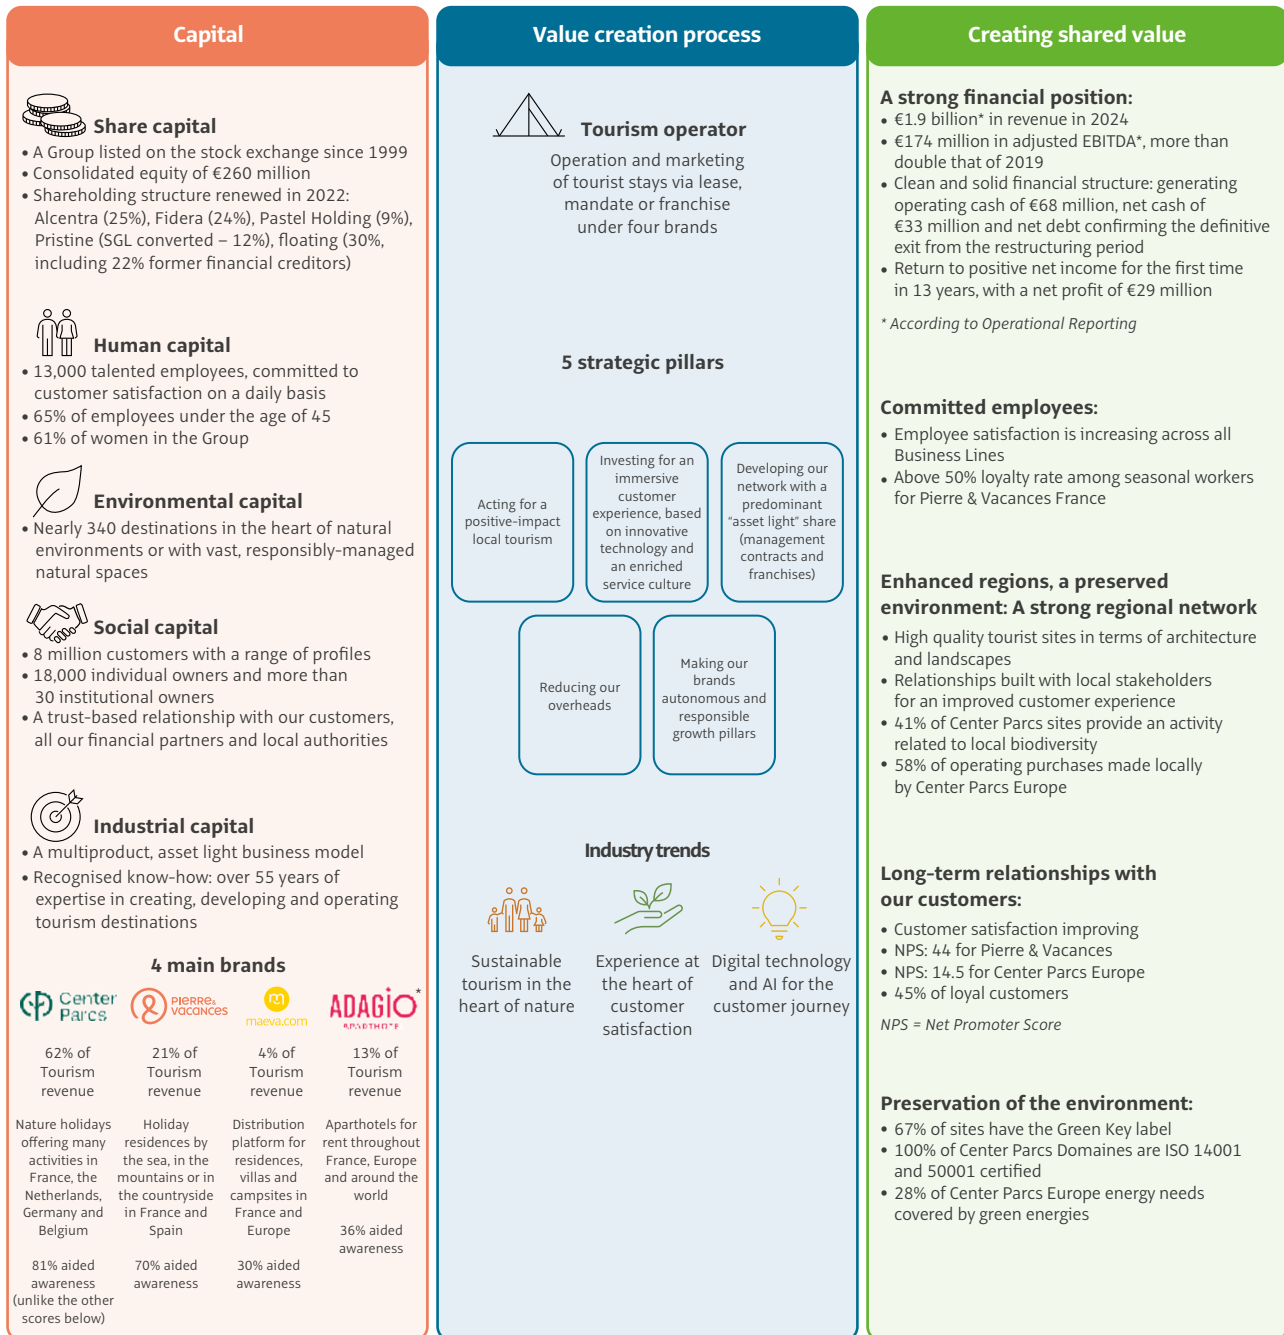 Capital
Share capital
• A Group listed on the stock exchange since 1999
• Consolidated equity of €260 million
• Shareholding structure renewed in 2022:
Alcentra (25%), Fidera (24%), Pastel Holding (9%),
Pristine (SGL converted – 12%), floating (30%,
including 22% former financial creditors)
Human capital
• 13,000 talented employees, committed to
customer satisfaction on a daily basis
• 65% of employees under the age of 45
• 61% of women in the Group
Environmental capital
• Nearly 340 destinations in the heart of natural
environments or with vast, responsibly-managed
natural spaces
Social capital
• 8 million customers with a range of profiles
• 18,000 individual owners and more than
30 institutional owners
• A trust-based relationship with our customers,
all our financial partners and local authorities
Industrial capital
• A multiproduct, asset light business model
• Recognised know-how: over 55 years of
expertise in creating, developing and operating
tourism destinations
4 main brands
Center
Parcs
62% of
Tourism
revenue
Nature holidays
offering many
activities in
France, the
Netherlands,
Germany and
Belgium
81% aided
awareness
(unlike the other
scores below)
PIERRE&
VACANCES
21% of
Tourism
revenue
Holiday
residences by
the sea, in the
mountains or in
the countryside
in France and
Spain
70% aided
awareness
maeva.com
4% of
Tourism
revenue
Distribution
platform for
residences,
villas and
campsites in
France and
Europe
30% aided
awareness
ADAGIO*
APARTHOTEL
13% of
Tourism
revenue
Aparthotels for
rent throughout
France, Europe
and around the
world
36% aided
awareness
Value creation process
Tourism operator
Operation and marketing
of tourist stays via lease,
mandate or franchise
under four brands
5 strategic pillars
Acting for a
positive-impact
local tourism
Investing for an
immersive
customer
experience, based
on innovative
technology and
an enriched
service culture
Developing our
network with a
predominant
"asset light" share
(management
contracts and
franchises)
Reducing our
overheads
Making our
brands
autonomous and
responsible
growth pillars
Industry trends
Sustainable
tourism in the
heart of nature
Experience at
the heart of
customer
satisfaction
Digital technology
and AI for the
customer journey
Creating shared value
A strong financial position:
• €1.9 billion* in revenue in 2024
• €174 million in adjusted EBITDA*, more than
double that of 2019
• Clean and solid financial structure: generating
operating cash of €68 million, net cash of
€33 million and net debt confirming the definitive
exit from the restructuring period
• Return to positive net income for the first time
in 13 years, with a net profit of €29 million
* According to Operational Reporting
Committed employees:
• Employee satisfaction is increasing across all
Business Lines
• Above 50% loyalty rate among seasonal workers
for Pierre & Vacances France
Enhanced regions, a preserved
environment: A strong regional network
• High quality tourist sites in terms of architecture
and landscapes
• Relationships built with local stakeholders
for an improved customer experience
• 41% of Center Parcs sites provide an activity
related to local biodiversity
• 58% of operating purchases made locally
by Center Parcs Europe
Long-term relationships with
our customers:
• Customer satisfaction improving
• NPS: 44 for Pierre & Vacances
• NPS: 14.5 for Center Parcs Europe
• 45% of loyal customers
NPS = Net Promoter Score
Preservation of the environment:
• 67% of sites have the Green Key label
• 100% of Center Parcs Domaines are ISO 14001
and 50001 certified
• 28% of Center Parcs Europe energy needs
covered by green energies